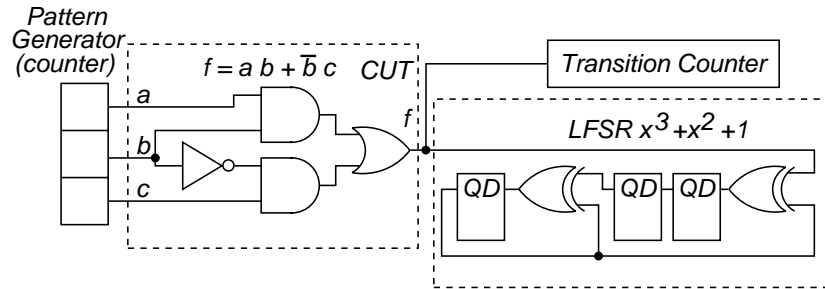 Pattern
Generator
(counter)
f = a b + b̅ c
CUT
Transition Counter
a
f
LFSR x³+x²+1
b
QD
QD
QD
c